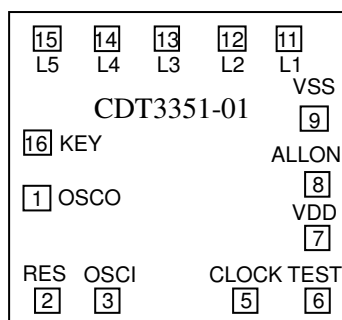 15 14 13 12 11
L5 L4 L3 L2 L1
VSS
CDT3351-01
9
16 KEY
ALLON
1 OSCO
8
VDD
7
RES OSCI CLOCK TEST
2 3 5 6